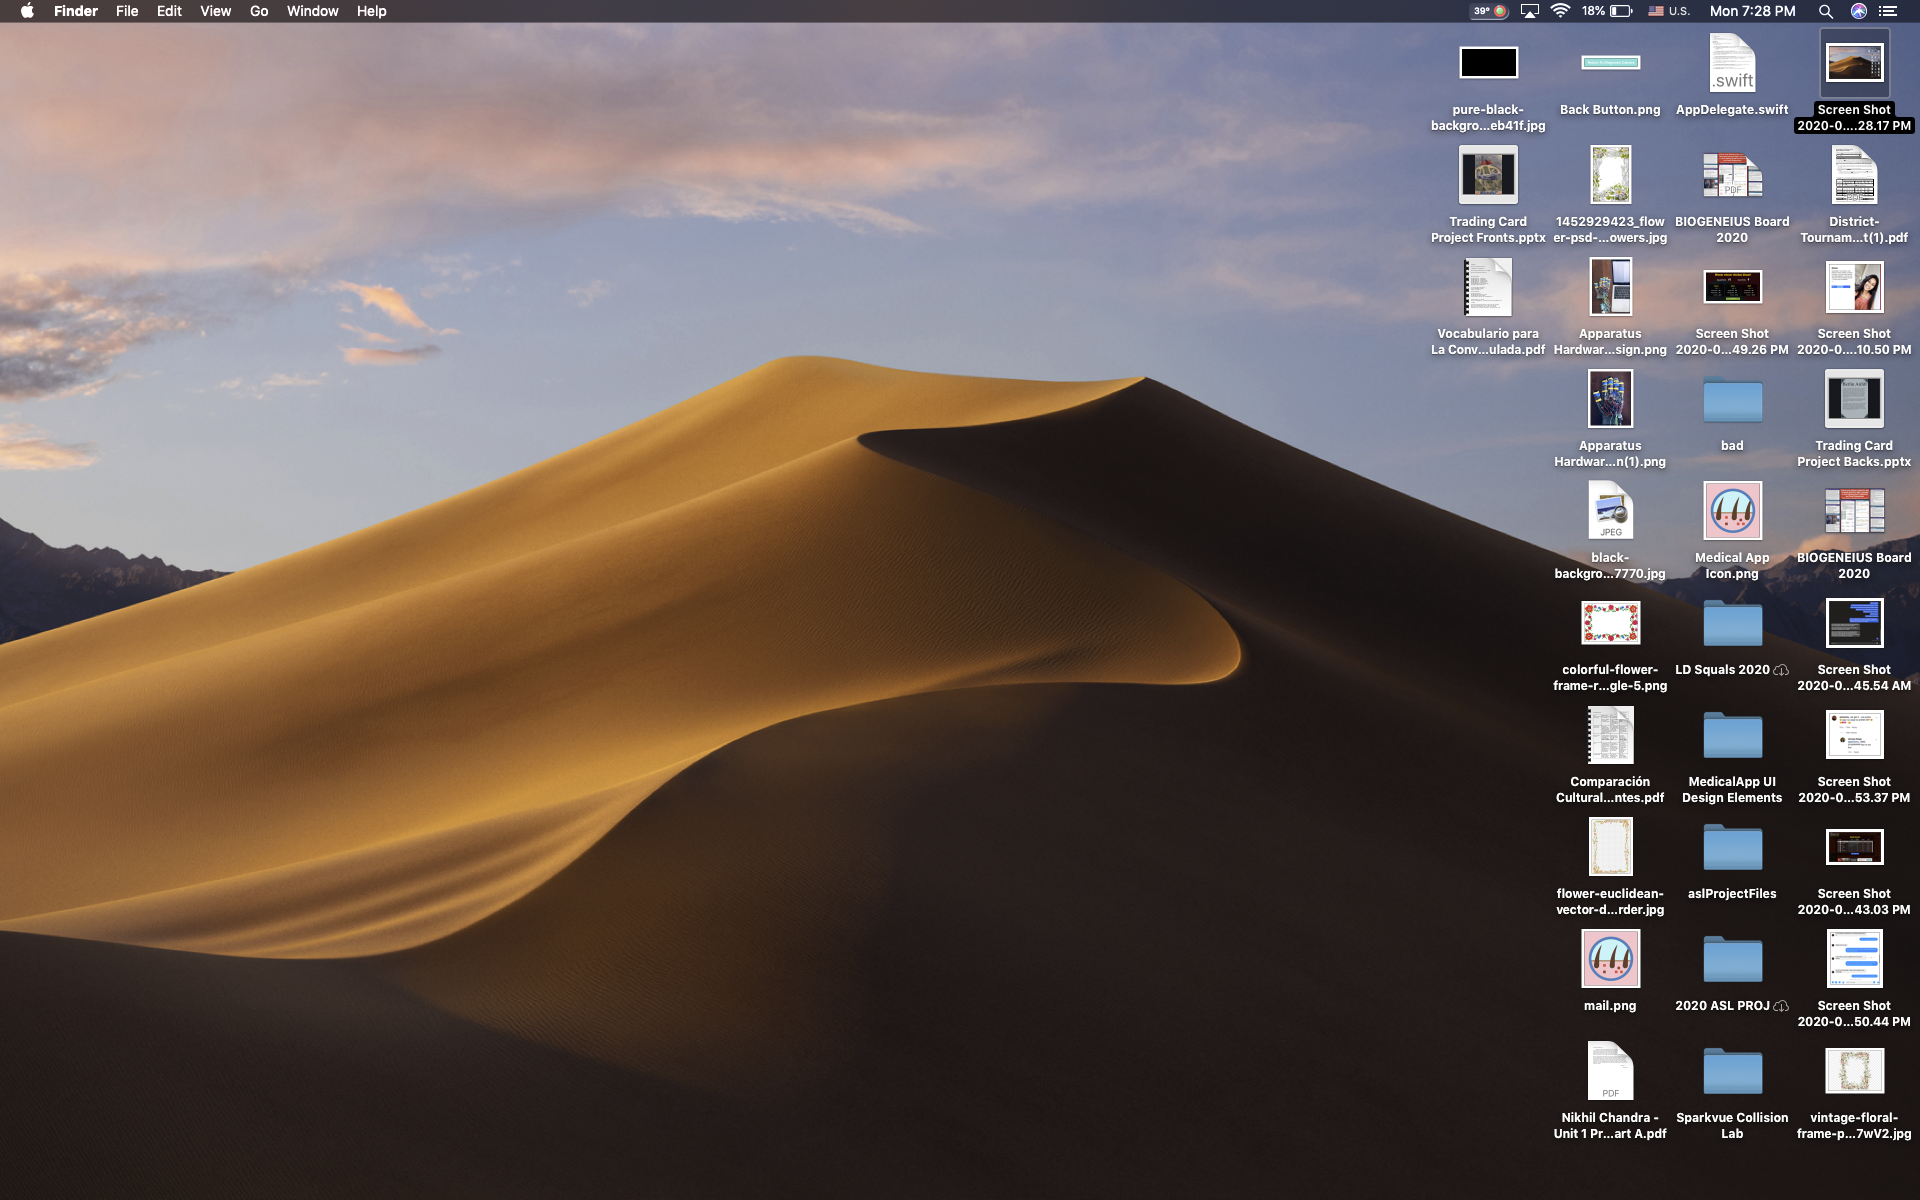 Finder File Edit View Go Window Help
39° 18% U.S. Mon 7:28 PM
pure-black-
backgro...eb41f.jpg
Back Button.png
.swift
AppDelegate.swift
Screen Shot
2020-0....28.17 PM
Trading Card
Project Fronts.pptx
1452929423_flow
er-psd-...owers.jpg
PDF
BIOGENEIUS Board
2020
District-
Tournam...t(1).pdf
Vocabulario para
La Conv...ulada.pdf
Apparatus
Hardwar...sign.png
Screen Shot
2020-0...49.26 PM
Screen Shot
2020-0....10.50 PM
Apparatus
Hardwar...n(1).png
bad
Trading Card
Project Backs.pptx
JPEG
black-
backgro...7770.jpg
Medical App
Icon.png
BIOGENEIUS Board
2020
colorful-flower-
frame-r...gle-5.png
LD Squals 2020
Screen Shot
2020-0...45.54 AM
Comparación
Cultural...ntes.pdf
MedicalApp UI
Design Elements
Screen Shot
2020-0...53.37 PM
flower-euclidean-
vector-d...rder.jpg
aslProjectFiles
Screen Shot
2020-0...43.03 PM
mail.png
2020 ASL PROJ
Screen Shot
2020-0...50.44 PM
PDF
Nikhil Chandra -
Unit 1 Pr...art A.pdf
Sparkvue Collision
Lab
vintage-floral-
frame-p...7wV2.jpg